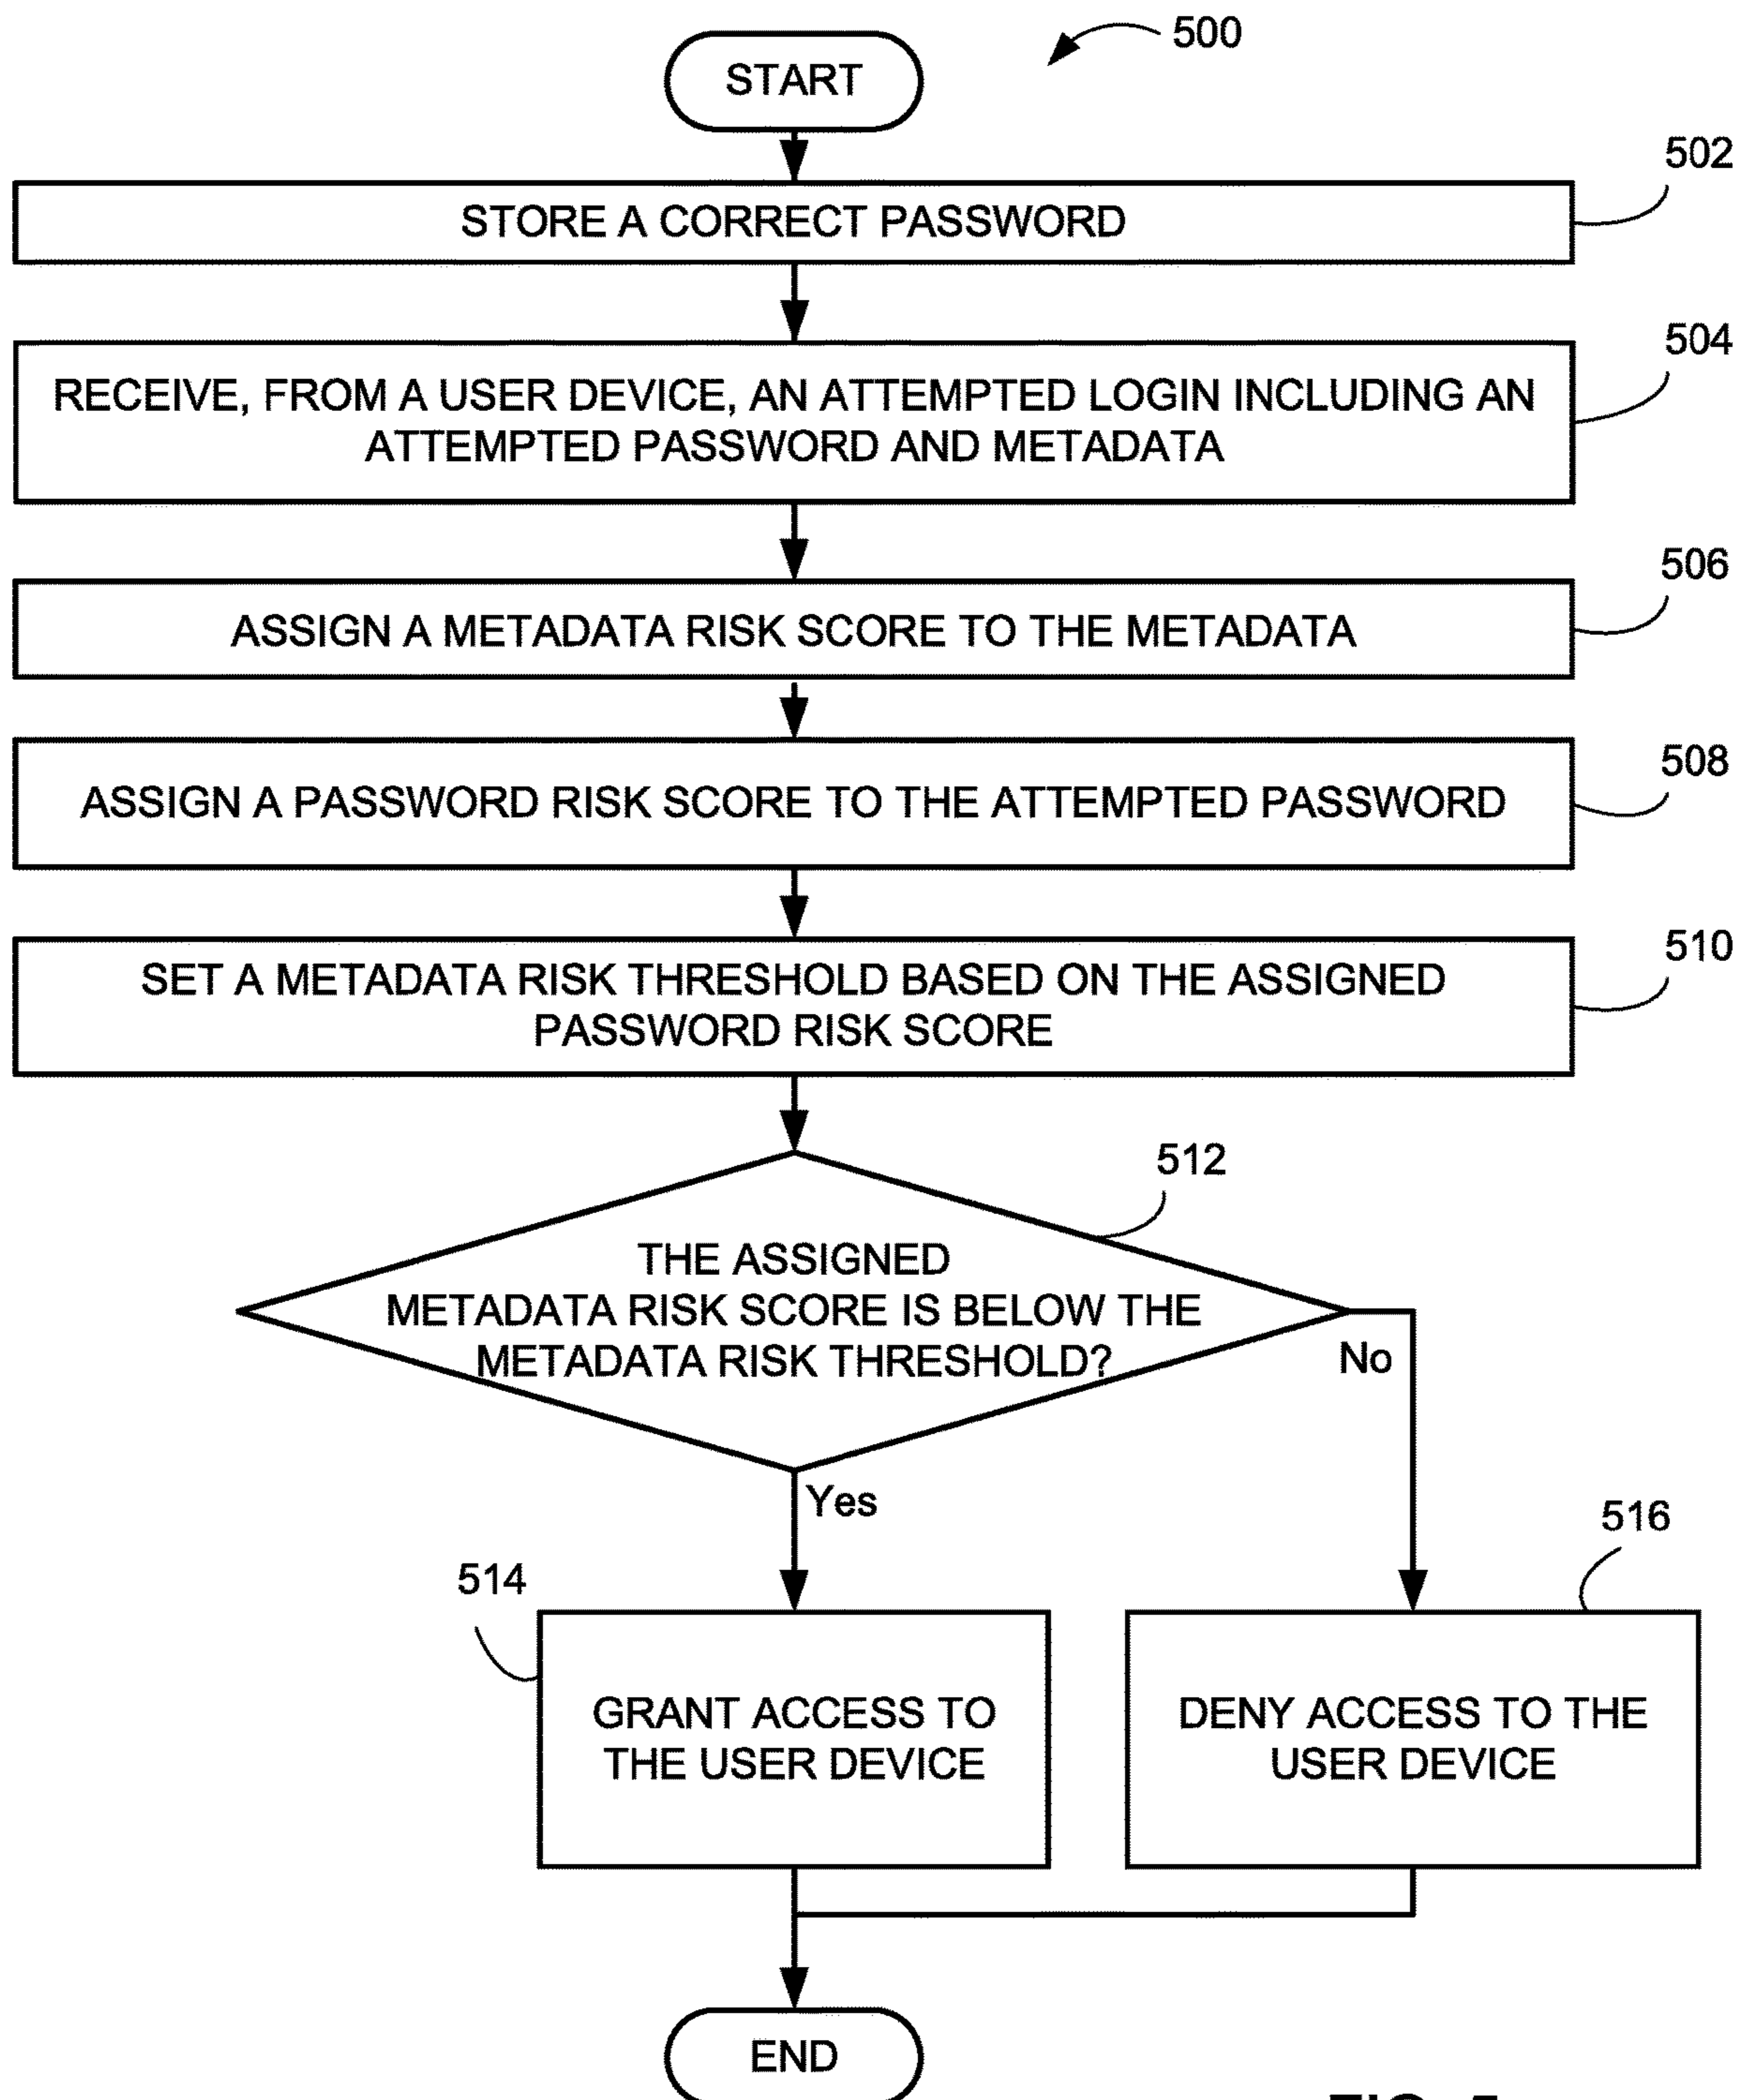 START
500
502
STORE A CORRECT PASSWORD
504
RECEIVE, FROM A USER DEVICE, AN ATTEMPTED LOGIN INCLUDING AN
ATTEMPTED PASSWORD AND METADATA
506
ASSIGN A METADATA RISK SCORE TO THE METADATA
508
ASSIGN A PASSWORD RISK SCORE TO THE ATTEMPTED PASSWORD
510
SET A METADATA RISK THRESHOLD BASED ON THE ASSIGNED
PASSWORD RISK SCORE
512
THE ASSIGNED
METADATA RISK SCORE IS BELOW THE
METADATA RISK THRESHOLD?
No
Yes
514
516
GRANT ACCESS TO
THE USER DEVICE
DENY ACCESS TO THE
USER DEVICE
END